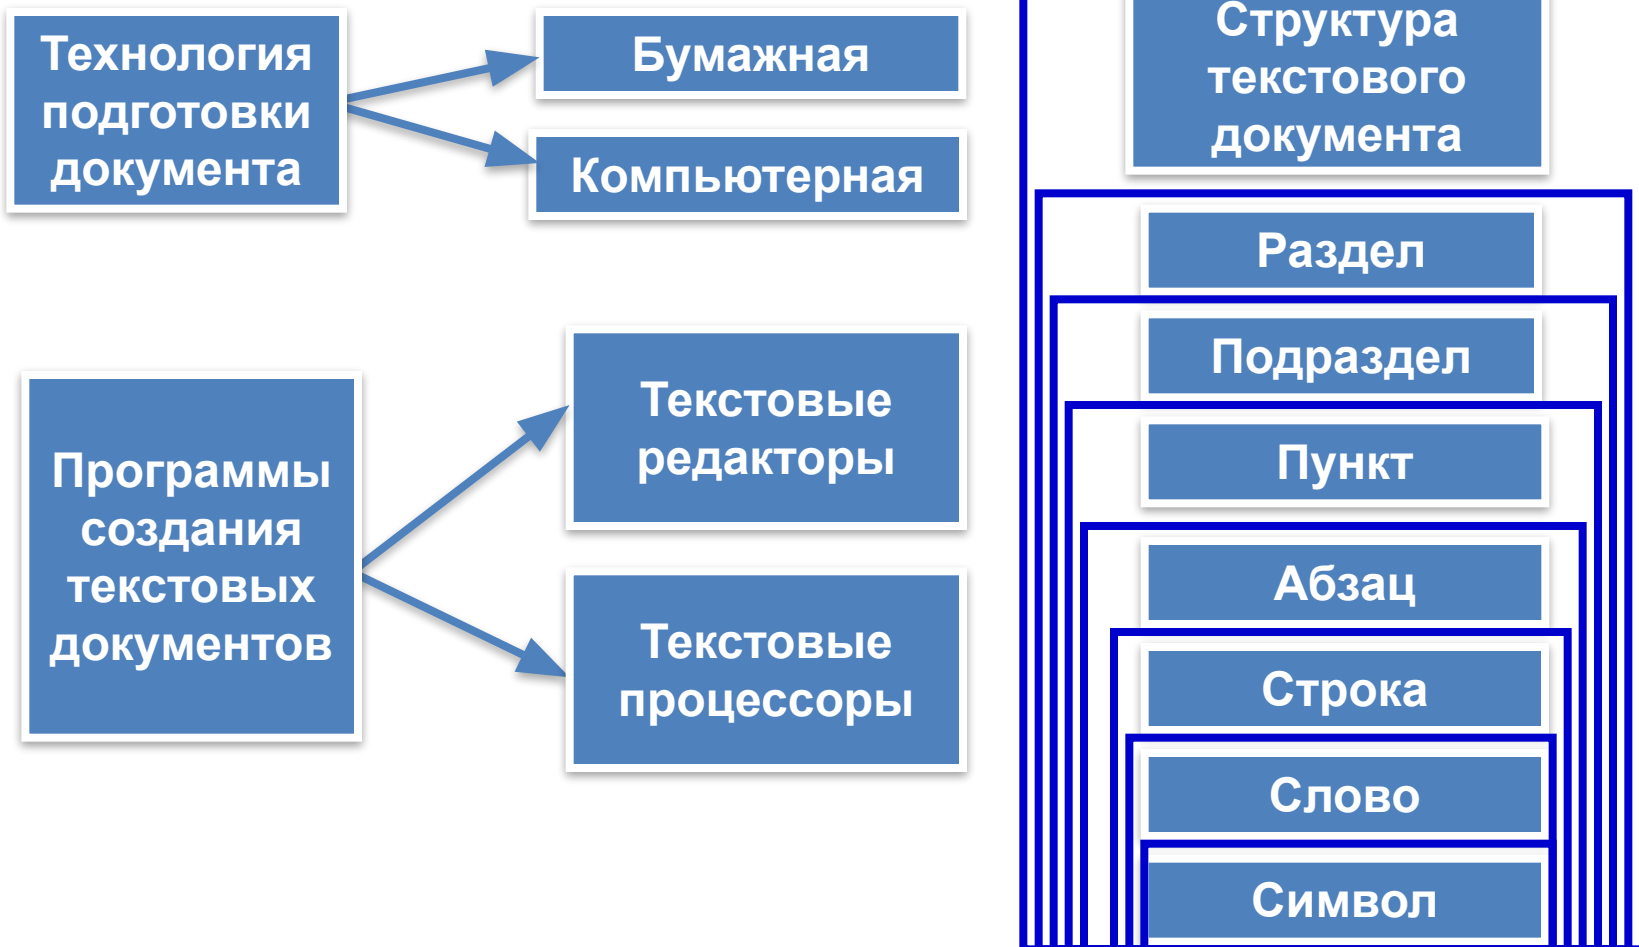 Технология
подготовки
документа
Бумажная
Компьютерная
Программы
создания
текстовых
документов
Текстовые
редакторы
Текстовые
процессоры
Структура
текстового
документа
Раздел
Подраздел
Пункт
Абзац
Строка
Слово
Символ